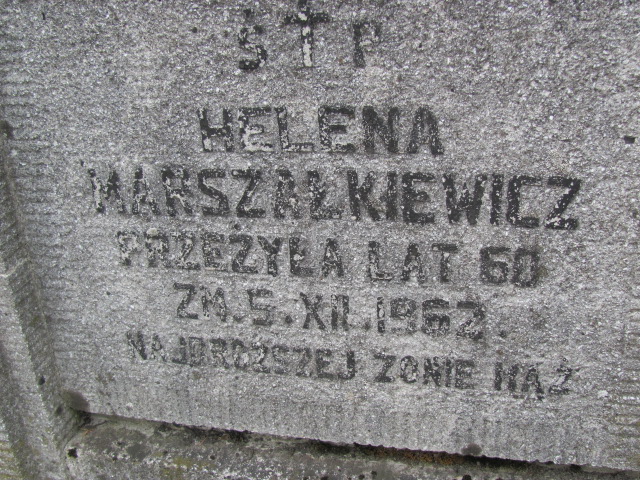 Ś † P
HELENA
MARSZAŁKIEWICZ
PRZEŻYŁA LAT 60
ZM. 5. XII. 1962.
NAJDROŻSZEJ ŻONIE MĄŻ